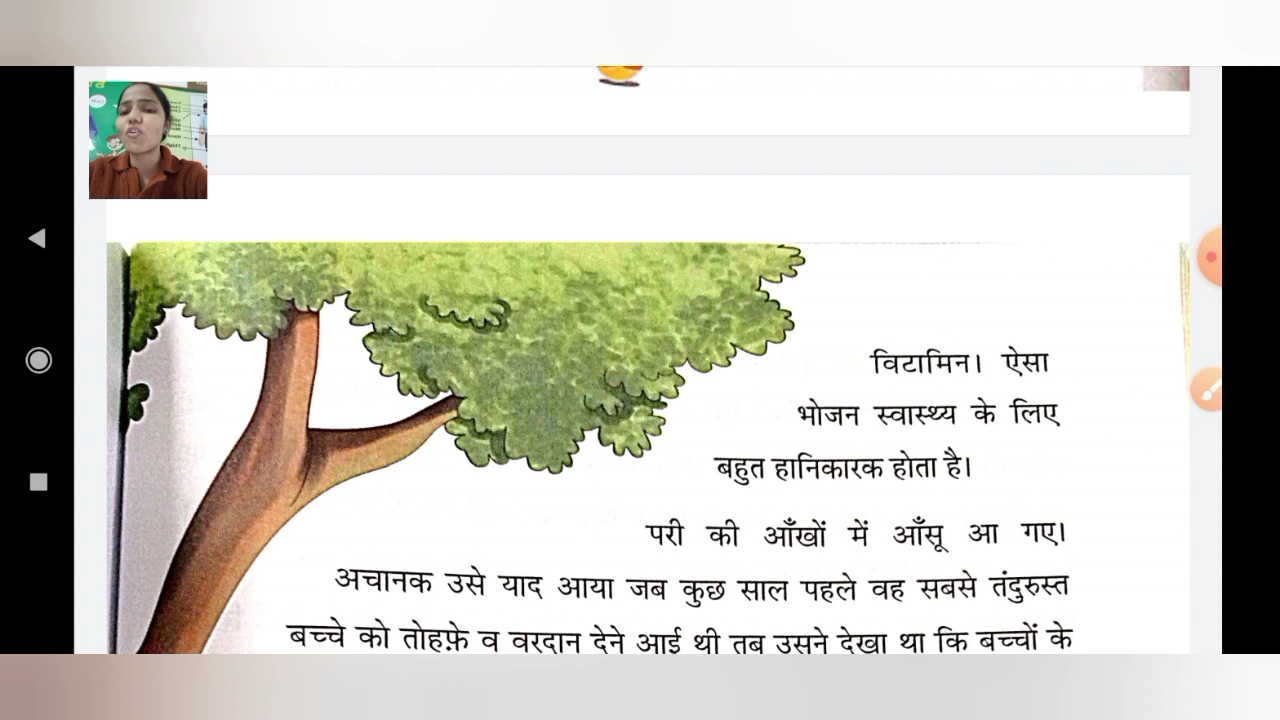 विटामिन। ऐसा
भोजन स्वास्थ्य के लिए
बहुत हानिकारक होता है।
परी की आँखों में आँसू आ गए।
अचानक उसे याद आया जब कुछ साल पहले वह सबसे तंदुरुस्त
बच्चे को तोहफ़े व वरदान देने आई थी तब उसने देखा था कि बच्चों के